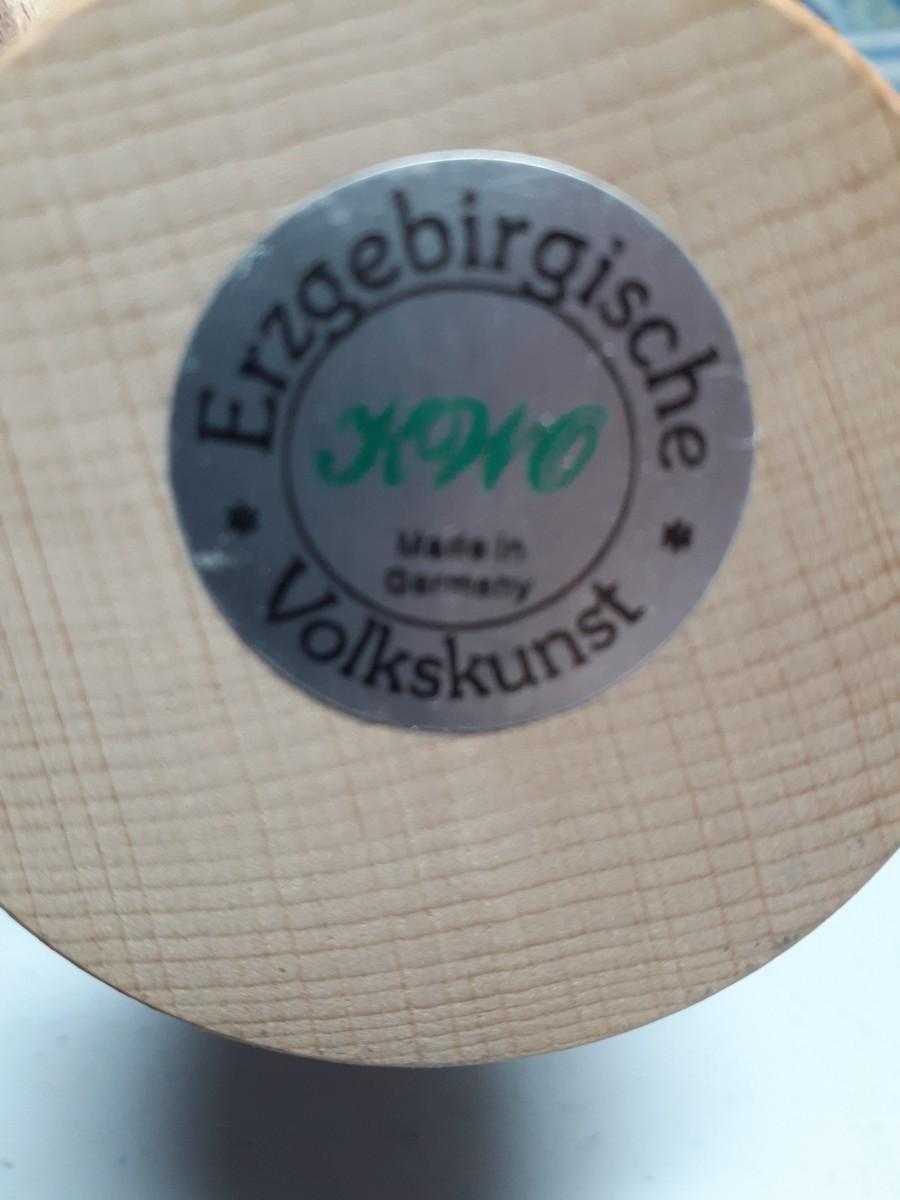 Erzgebirgische
KWO
Made in
Germany
* Volkskunst *